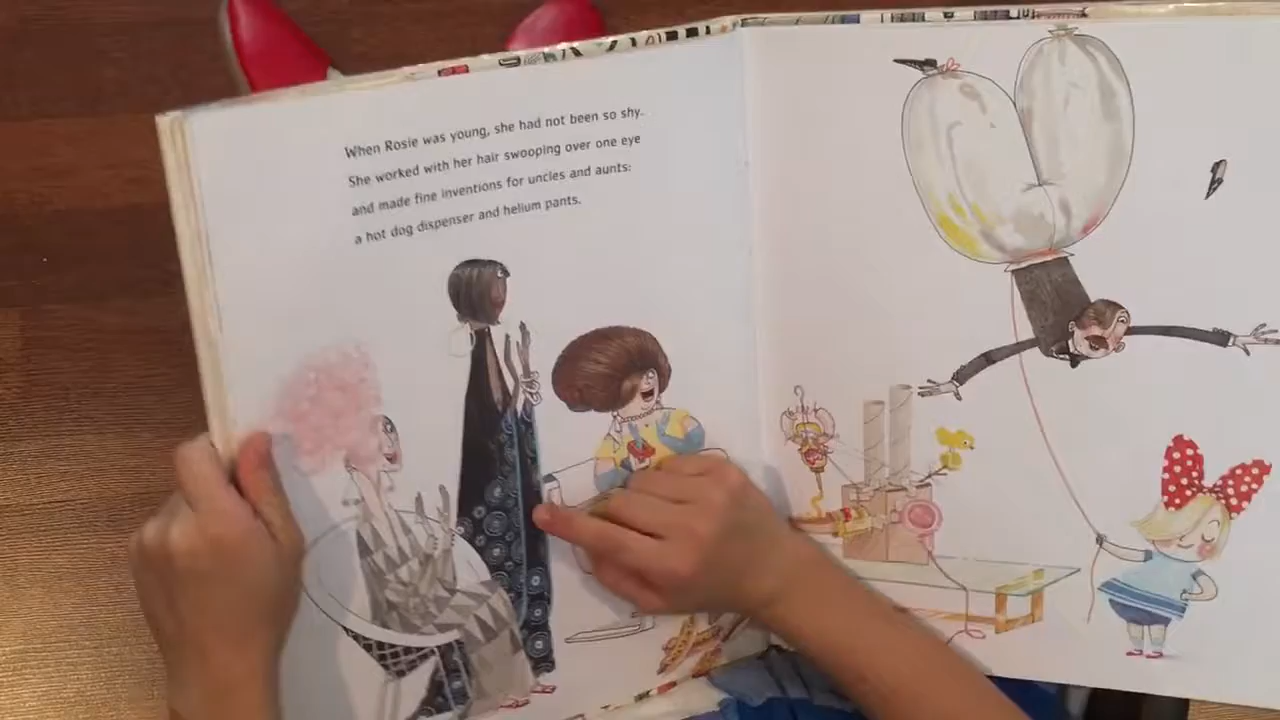 When Rosie was young, she had not been so shy.
She worked with her hair swooping over one eye
and made fine inventions for uncles and aunts:
a hot dog dispenser and helium pants.